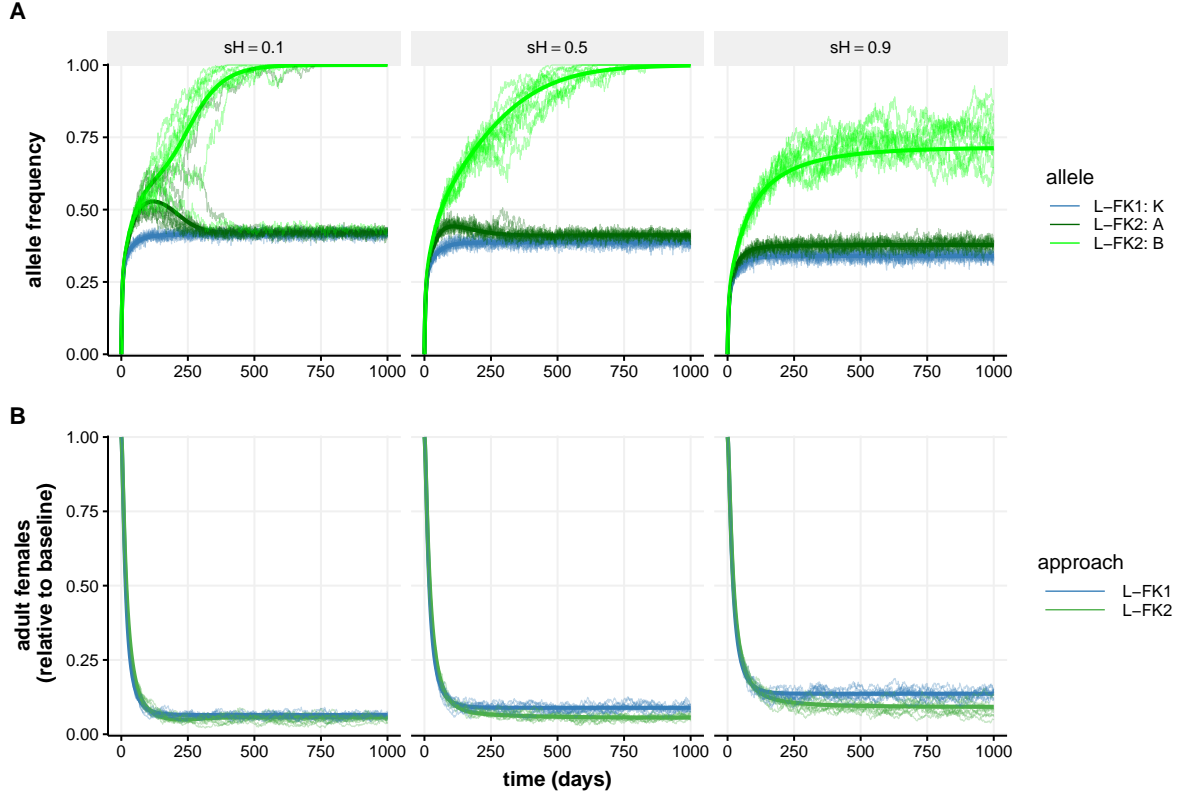 A
sH = 0.1
sH = 0.5
sH = 0.9
allele frequency
1.00
0.75
0.50
0.25
0.00
0 250 500 750 1000
0 250 500 750 1000
0 250 500 750 1000
allele
L−FK1: K
L−FK2: A
L−FK2: B
B
adult females
(relative to baseline)
1.00
0.75
0.50
0.25
0.00
0 250 500 750 1000
0 250 500 750 1000
0 250 500 750 1000
time (days)
approach
L−FK1
L−FK2